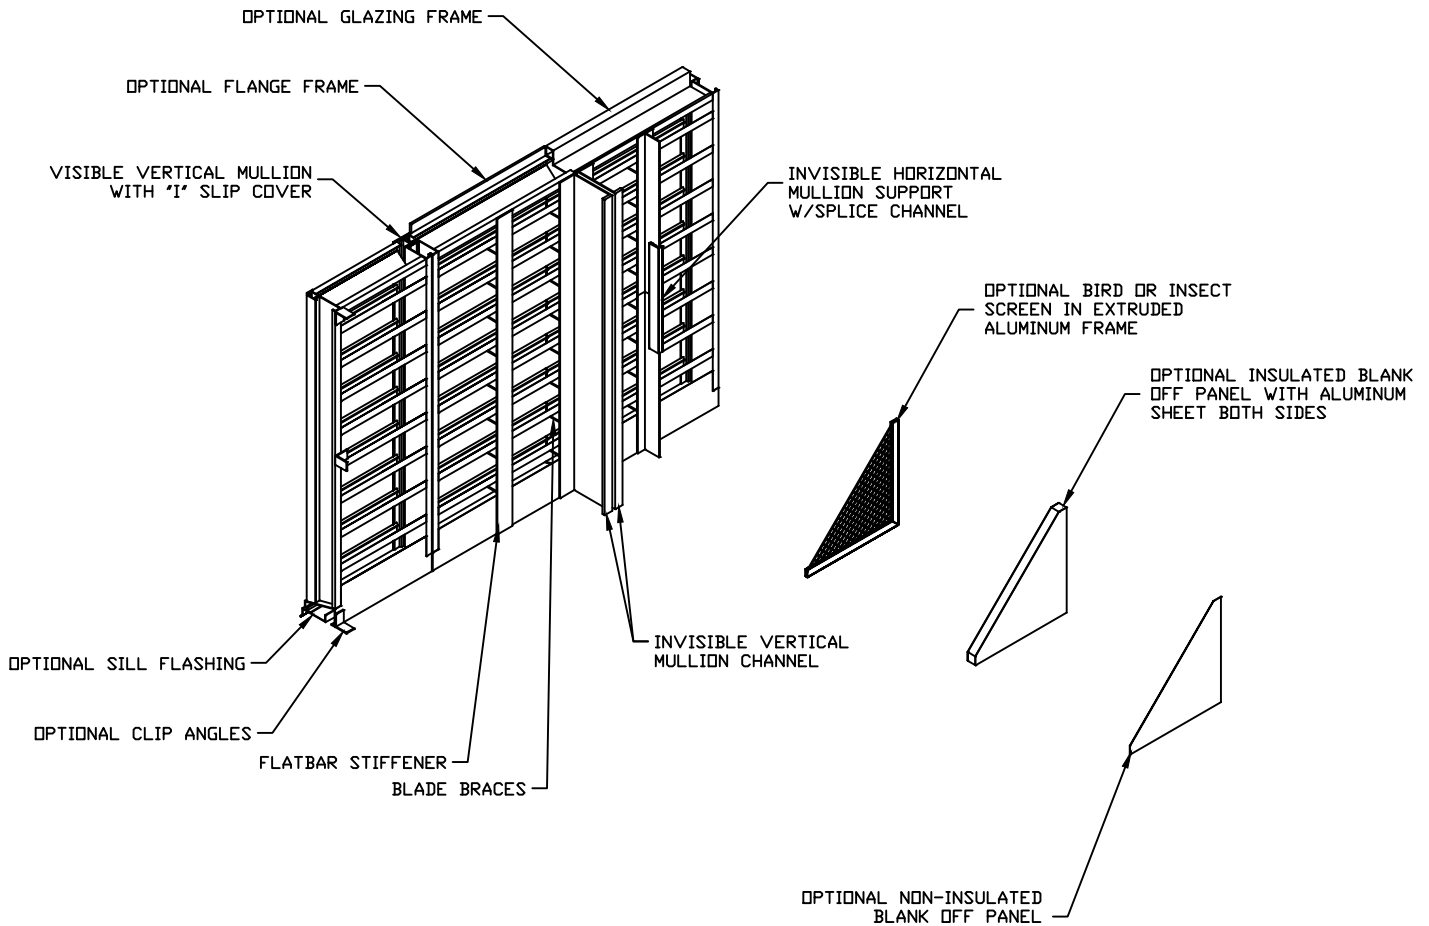 OPTIONAL GLAZING FRAME
OPTIONAL FLANGE FRAME
VISIBLE VERTICAL MULLION
WITH "I" SLIP COVER
INVISIBLE HORIZONTAL
MULLION SUPPORT
W/SPLICE CHANNEL
OPTIONAL BIRD OR INSECT
SCREEN IN EXTRUDED
ALUMINUM FRAME
OPTIONAL INSULATED BLANK
OFF PANEL WITH ALUMINUM
SHEET BOTH SIDES
INVISIBLE VERTICAL
MULLION CHANNEL
OPTIONAL SILL FLASHING
OPTIONAL CLIP ANGLES
FLATBAR STIFFENER
BLADE BRACES
OPTIONAL NON-INSULATED
BLANK OFF PANEL